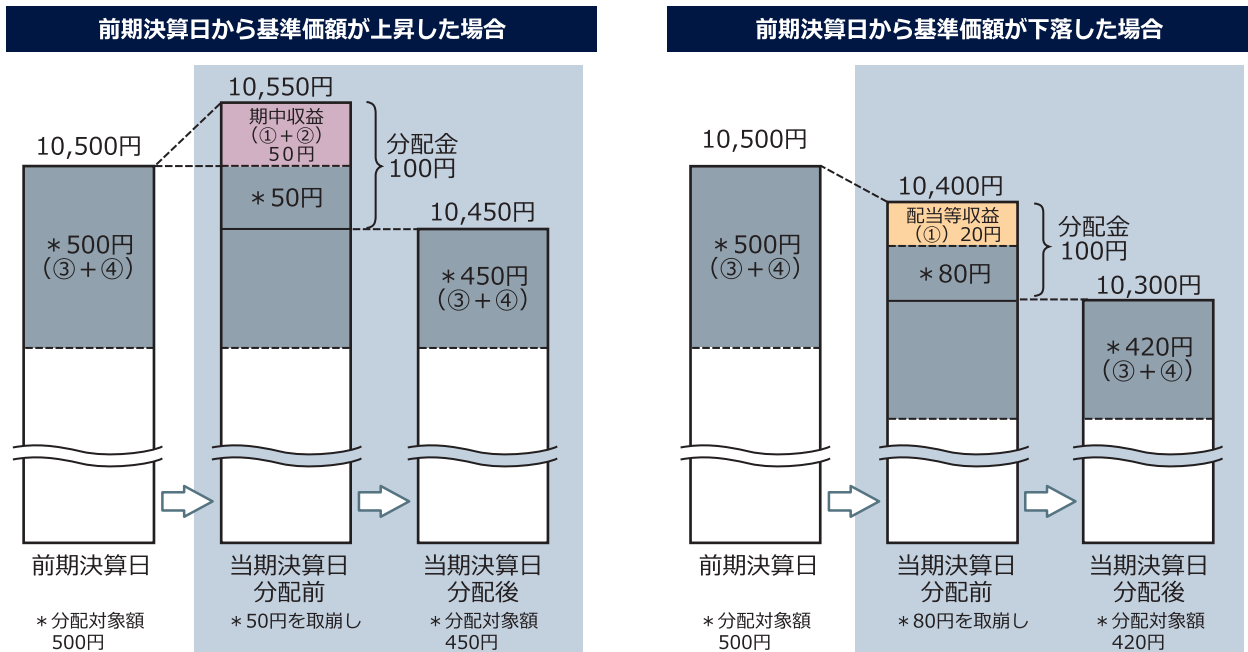 前期決算日から基準価額が上昇した場合
10,500円
＊500円
（③＋④）
10,550円
期中収益
（①＋②）
50円
＊50円
分配金
100円
10,450円
＊450円
（③＋④）
前期決算日
当期決算日
分配前
当期決算日
分配後
＊分配対象額
500円
＊50円を取崩し
＊分配対象額
450円
前期決算日から基準価額が下落した場合
10,500円
＊500円
（③＋④）
10,400円
配当等収益
（①）20円
＊80円
分配金
100円
10,300円
＊420円
（③＋④）
前期決算日
当期決算日
分配前
当期決算日
分配後
＊分配対象額
500円
＊80円を取崩し
＊分配対象額
420円